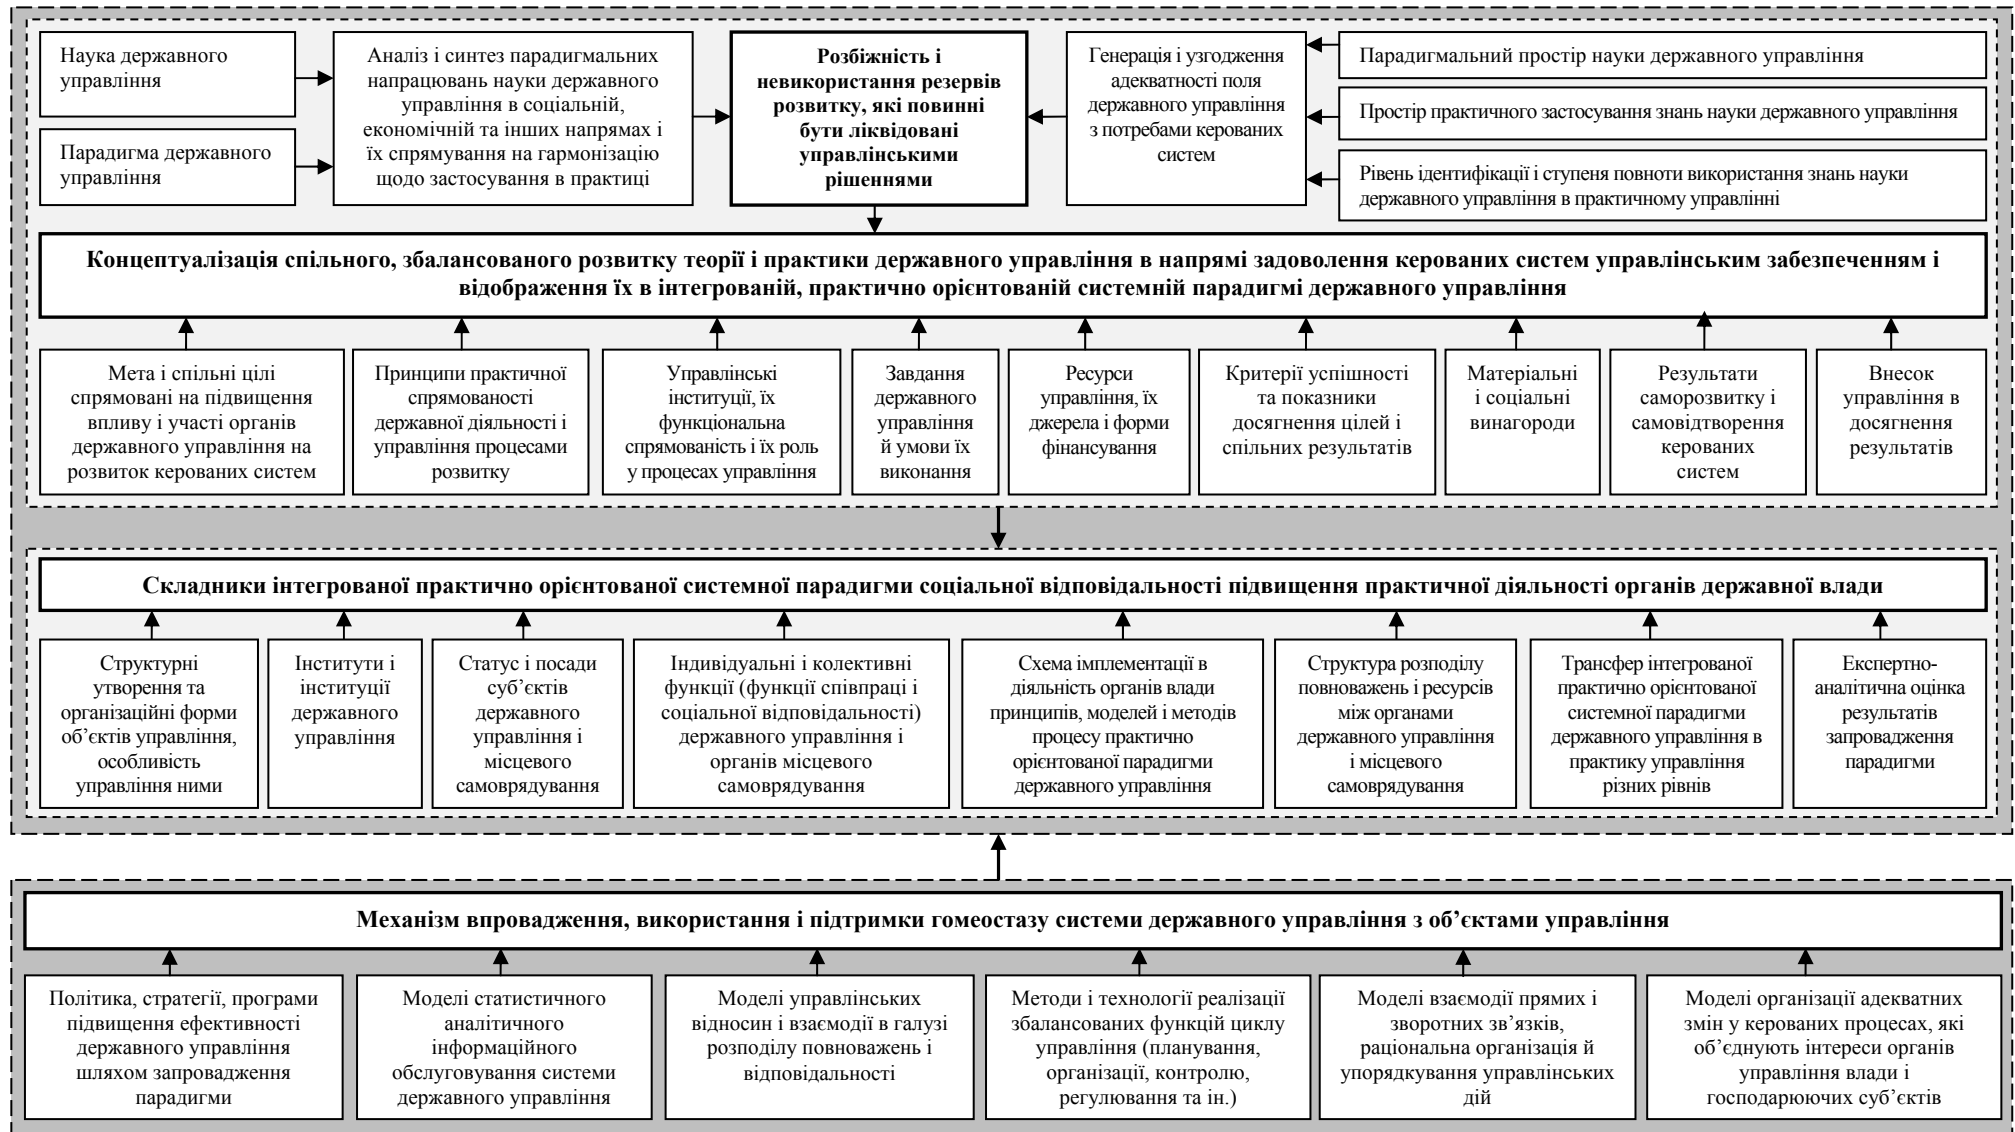 Наука державного
управління
Парадигма державного
управління
Аналіз і синтез парадигмальних
напрацювань науки державного
управління в соціальній,
економічній та інших напрямах і
їх спрямування на гармонізацію
щодо застосування в практиці
Розбіжність і
невикористання резервів
розвитку, які повинні
бути ліквідовані
управлінськими
рішеннями
Генерація і узгодження
адекватності поля
державного управління
з потребами керованих
систем
Парадигмальний простір науки державного управління
Простір практичного застосування знань науки державного управління
Рівень ідентифікації і ступеня повноти використання знань науки
державного управління в практичному управлінні
Концептуалізація спільного, збалансованого розвитку теорії і практики державного управління в напрямі задоволення керованих систем управлінським забезпеченням і
відображення їх в інтегрованій, практично орієнтованій системній парадигмі державного управління
Мета і спільні цілі
спрямовані на підвищення
впливу і участі органів
державного управління на
розвиток керованих систем
Принципи практичної
спрямованості
державної діяльності і
управління процесами
розвитку
Управлінські
інституції, їх
функціональна
спрямованість і їх роль
у процесах управління
Завдання
державного
управління
й умови їх
виконання
Ресурси
управління, їх
джерела і форми
фінансування
Критерії успішності
та показники
досягнення цілей і
спільних результатів
Матеріальні
і соціальні
винагороди
Результати
саморозвитку і
самовідтворення
керованих
систем
Внесок
управління в
досягнення
результатів
Складники інтегрованої практично орієнтованої системної парадигми соціальної відповідальності підвищення практичної діяльності органів державної влади
Структурні
утворення та
організаційні форми
об’єктів управління,
особливість
управління ними
Інститути і
інституції
державного
управління
Статус і посади
суб’єктів
державного
управління і
місцевого
самоврядування
Індивідуальні і колективні
функції (функції співпраці і
соціальної відповідальності)
державного управління і
органів місцевого
самоврядування
Схема імплементації в
діяльність органів влади
принципів, моделей і методів
процесу практично
орієнтованої парадигми
державного управління
Структура розподілу
повноважень і ресурсів
між органами
державного управління
і місцевого
самоврядування
Трансфер інтегрованої
практично орієнтованої
системної парадигми
державного управління в
практику управління
різних рівнів
Експертно-
аналітична оцінка
результатів
запровадження
парадигми
Механізм впровадження, використання і підтримки гомеостазу системи державного управління з об’єктами управління
Політика, стратегії, програми
підвищення ефективності
державного управління
шляхом запровадження
парадигми
Моделі статистичного
аналітичного
інформаційного
обслуговування системи
державного управління
Моделі управлінських
відносин і взаємодії в галузі
розподілу повноважень і
відповідальності
Методи і технології реалізації
збалансованих функцій циклу
управління (планування,
організації, контролю,
регулювання та ін.)
Моделі взаємодії прямих і
зворотних зв’язків,
раціональна організація й
упорядкування управлінських
дій
Моделі організації адекватних
змін у керованих процесах, які
об’єднують інтереси органів
управління влади і
господарюючих суб’єктів